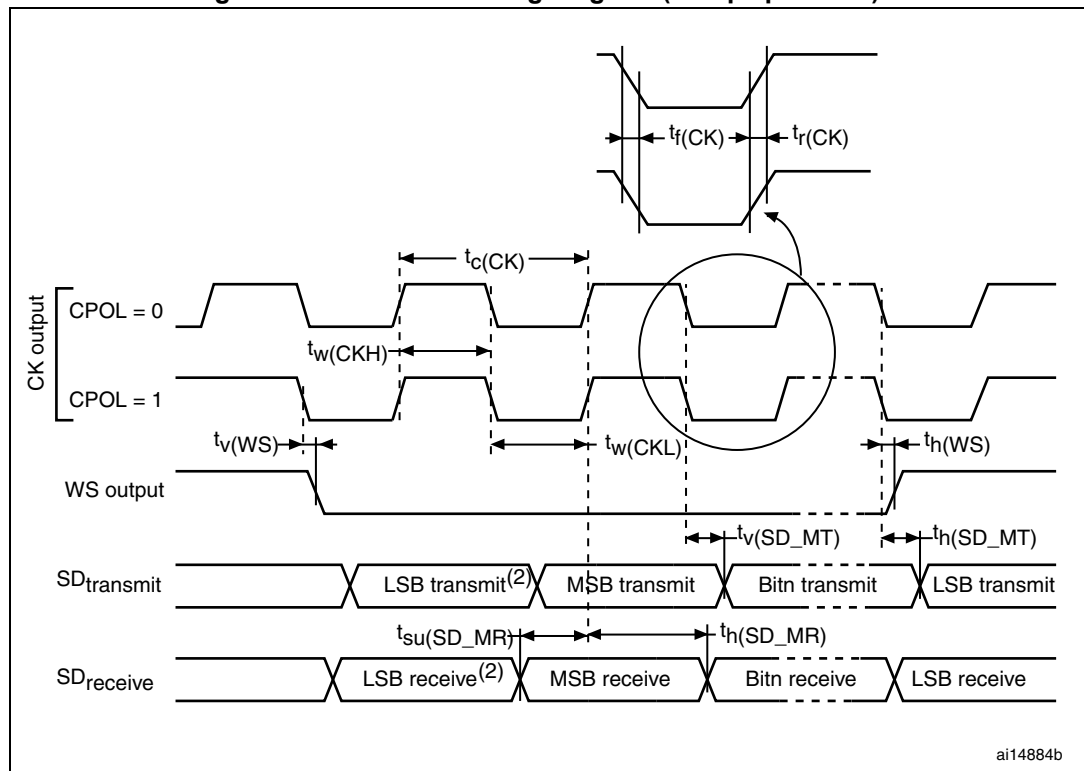 tf(CK)
tr(CK)
tc(CK)
CK output
CPOL = 0
tw(CKH)
CPOL = 1
tv(WS)
tw(CKL)
th(WS)
WS output
tv(SD_MT)
th(SD_MT)
SDtransmit
LSB transmit(2)
MSB transmit
Bitn transmit
LSB transmit
tsu(SD_MR)
th(SD_MR)
SDreceive
LSB receive(2)
MSB receive
Bitn receive
LSB receive
ai14884b